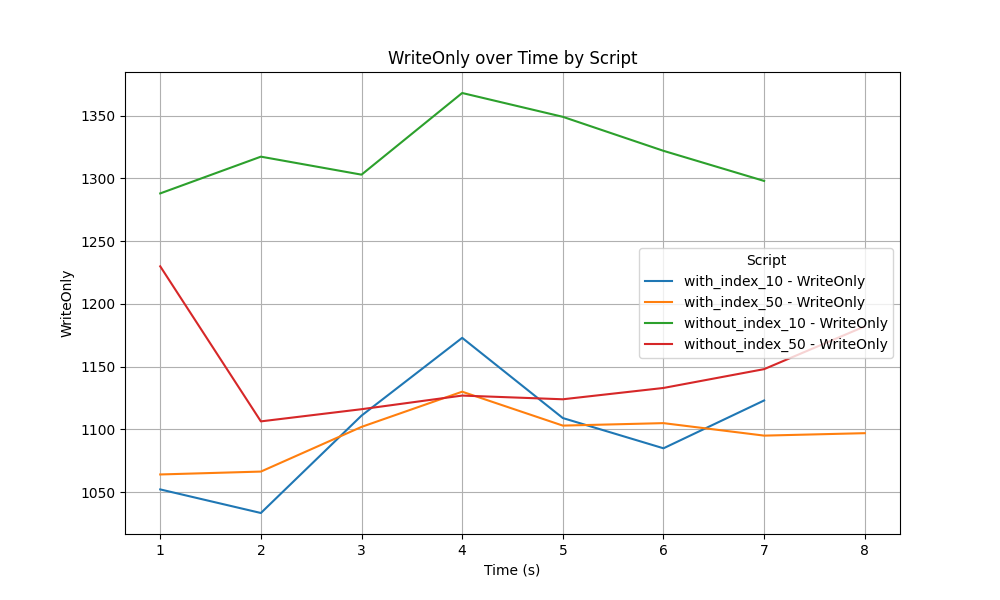 WriteOnly over Time by Script
1350
1300
1250
1200
1150
1100
1050
WriteOnly
Script
with_index_10 - WriteOnly
with_index_50 - WriteOnly
without_index_10 - WriteOnly
without_index_50 - WriteOnly
1 2 3 4 5 6 7 8
Time (s)